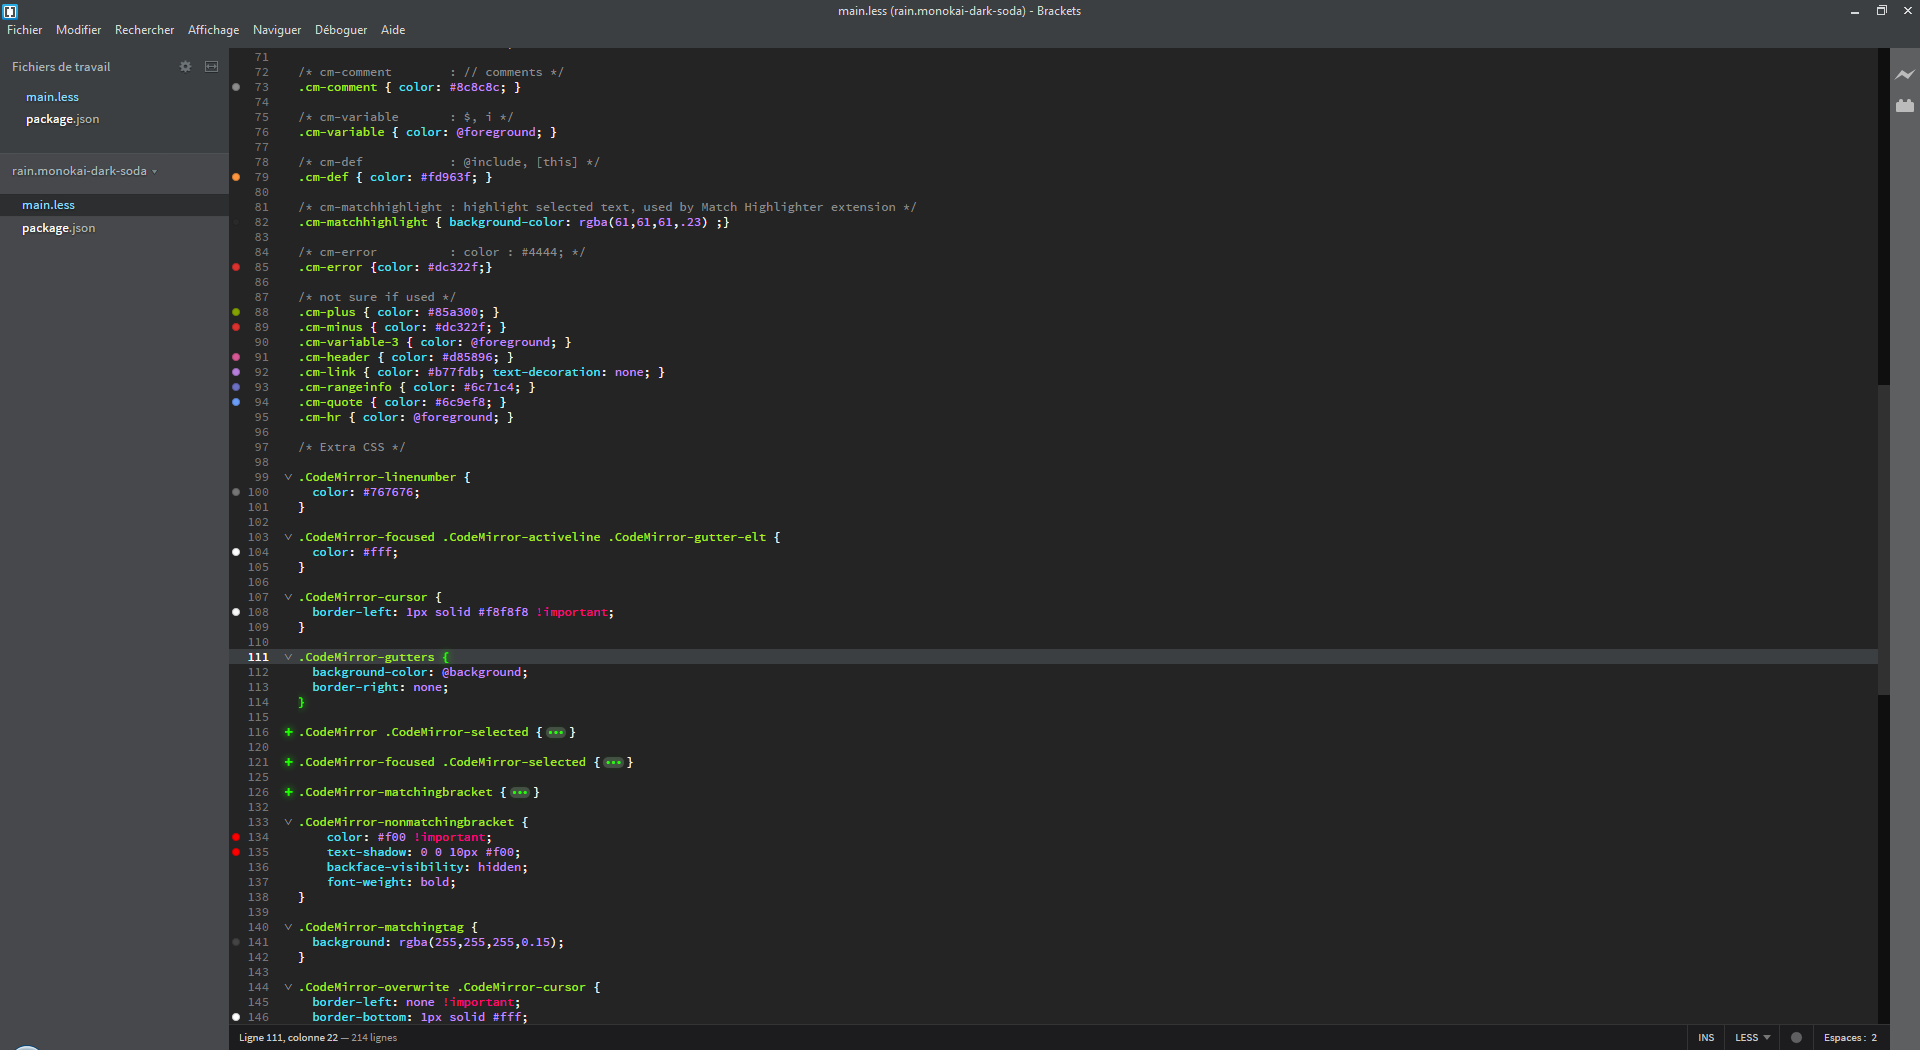 main.less (rain.monokai-dark-soda) - Brackets
Fichier Modifier Rechercher Affichage Naviguer Déboguer Aide
Fichiers de travail
main.less
package.json
rain.monokai-dark-soda
main.less
package.json
71
72 /* cm-comment        : // comments */
73 .cm-comment { color: #8c8c8c; }
74
75 /* cm-variable       : $, i */
76 .cm-variable { color: @foreground; }
77
78 /* cm-def            : @include, [this] */
79 .cm-def { color: #fd963f; }
80
81 /* cm-matchhighlight : highlight selected text, used by Match Highlighter extension */
82 .cm-matchhighlight { background-color: rgba(61,61,61,.23) ;}
83
84 /* cm-error          : color : #4444; */
85 .cm-error {color: #dc322f;}
86
87 /* not sure if used */
88 .cm-plus { color: #85a300; }
89 .cm-minus { color: #dc322f; }
90 .cm-variable-3 { color: @foreground; }
91 .cm-header { color: #d85896; }
92 .cm-link { color: #b77fdb; text-decoration: none; }
93 .cm-rangeinfo { color: #6c71c4; }
94 .cm-quote { color: #6c9ef8; }
95 .cm-hr { color: @foreground; }
96
97 /* Extra CSS */
98
99 .CodeMirror-linenumber {
100   color: #767676;
101 }
102
103 .CodeMirror-focused .CodeMirror-activeline .CodeMirror-gutter-elt {
104   color: #fff;
105 }
106
107 .CodeMirror-cursor {
108   border-left: 1px solid #f8f8f8 !important;
109 }
110
111 .CodeMirror-gutters {
112   background-color: @background;
113   border-right: none;
114 }
115
116 + .CodeMirror .CodeMirror-selected {•••}
120
121 + .CodeMirror-focused .CodeMirror-selected {•••}
125
126 + .CodeMirror-matchingbracket {•••}
132
133 .CodeMirror-nonmatchingbracket {
134     color: #f00 !important;
135     text-shadow: 0 0 10px #f00;
136     backface-visibility: hidden;
137     font-weight: bold;
138 }
139
140 .CodeMirror-matchingtag {
141   background: rgba(255,255,255,0.15);
142 }
143
144 .CodeMirror-overwrite .CodeMirror-cursor {
145   border-left: none !important;
146   border-bottom: 1px solid #fff;
Ligne 111, colonne 22 — 214 lignes
INS LESS Espaces : 2